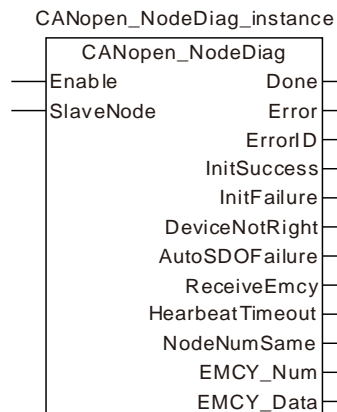 CANopen_NodeDiag_instance
CANopen_NodeDiag
Enable Done
SlaveNode Error
ErrorID
InitSuccess
InitFailure
DeviceNotRight
AutoSDOFailure
ReceiveEmcy
HearbeatTimeout
NodeNumSame
EMCY_Num
EMCY_Data